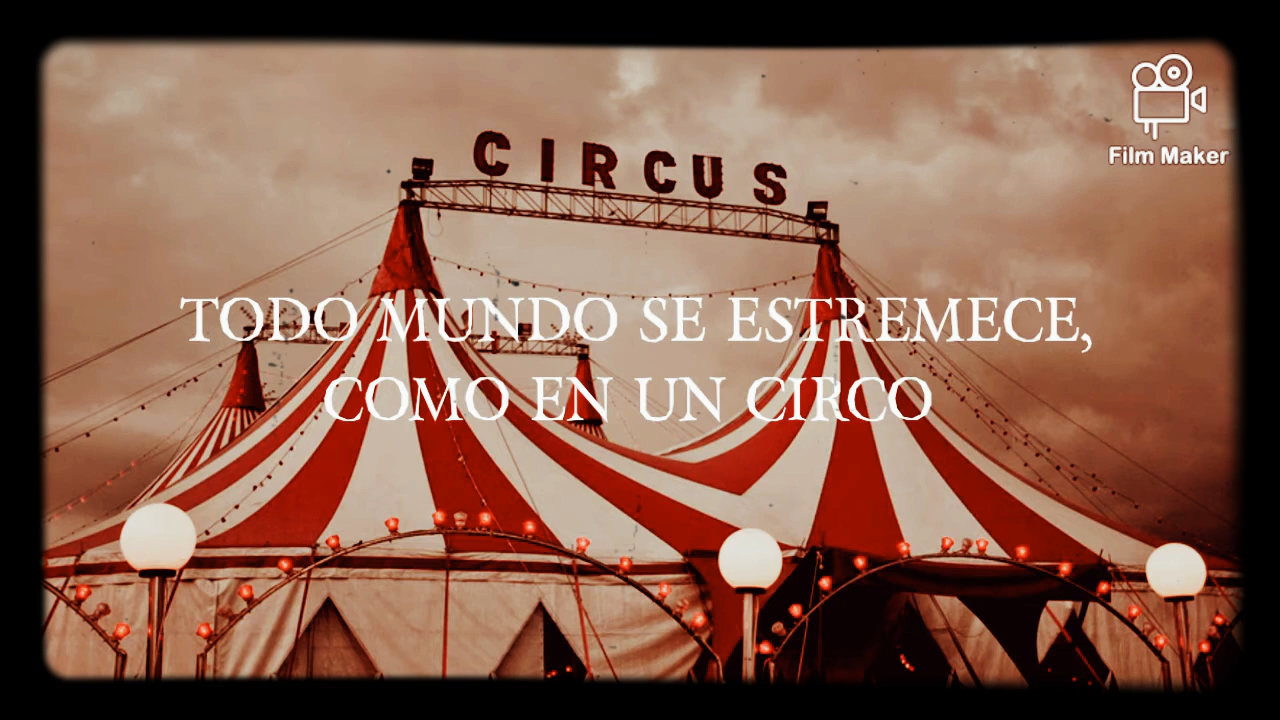 Film Maker
CIRCUS
TODO MUNDO SE ESTREMECE,
COMO EN UN CIRCO